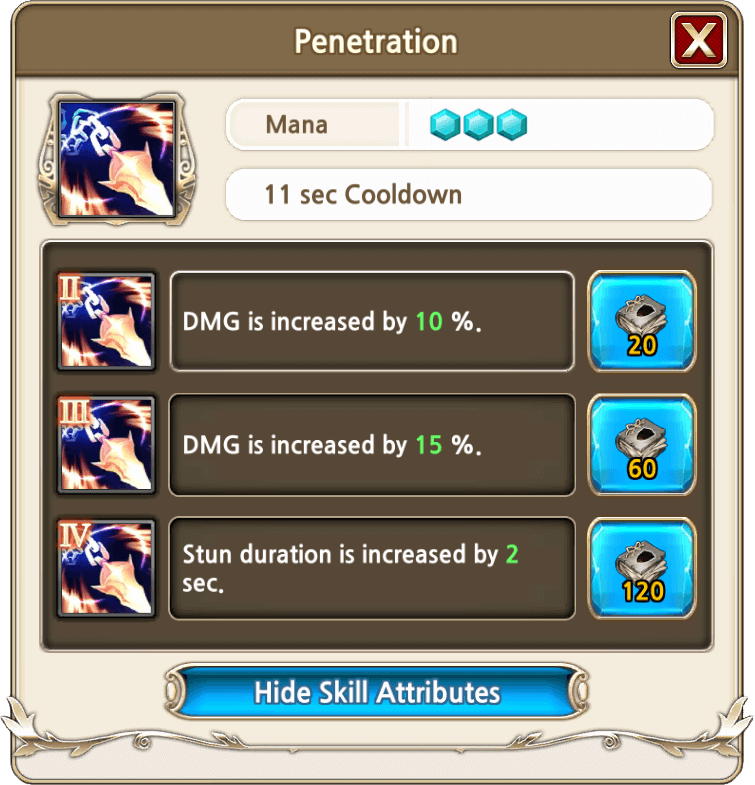 Penetration
X
Mana
11 sec Cooldown
II
DMG is increased by 10 %.
20
III
DMG is increased by 15 %.
60
IV
Stun duration is increased by 2
sec.
120
Hide Skill Attributes